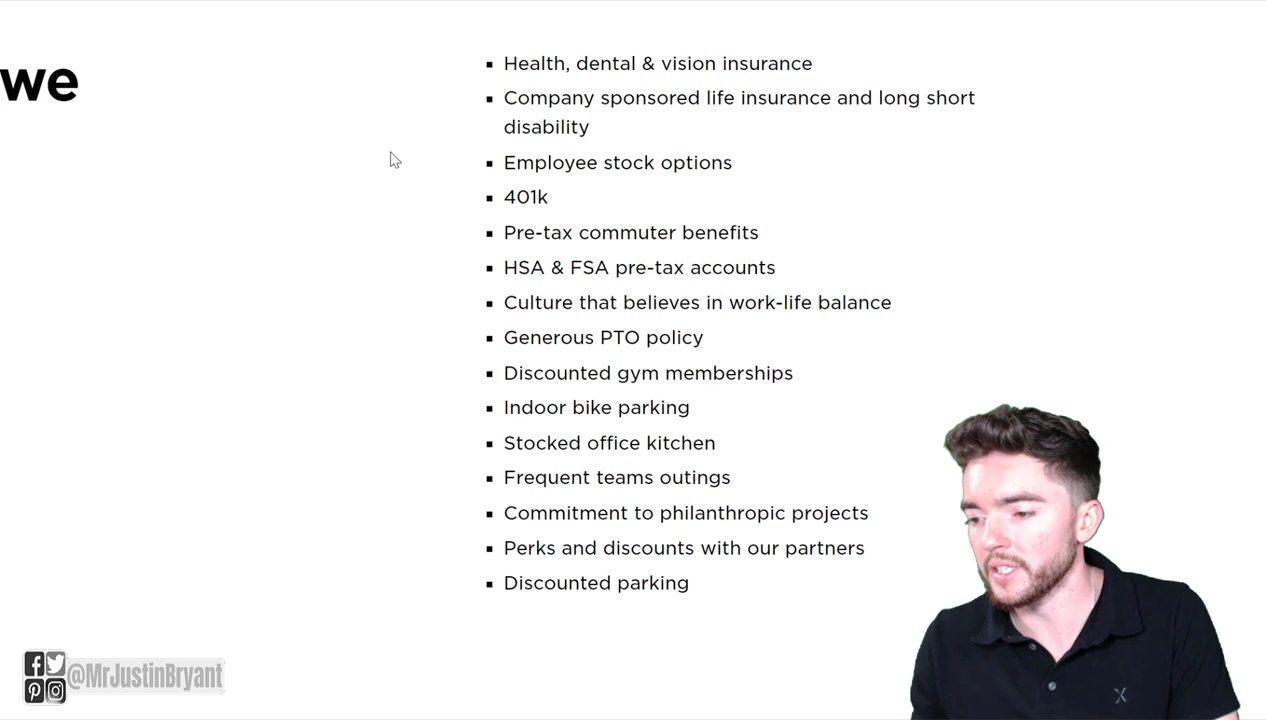 we
Health, dental & vision insurance
Company sponsored life insurance and long short
disability
Employee stock options
401k
Pre-tax commuter benefits
HSA & FSA pre-tax accounts
Culture that believes in work-life balance
Generous PTO policy
Discounted gym memberships
Indoor bike parking
Stocked office kitchen
Frequent teams outings
Commitment to philanthropic projects
Perks and discounts with our partners
Discounted parking
@MrJustinBryant